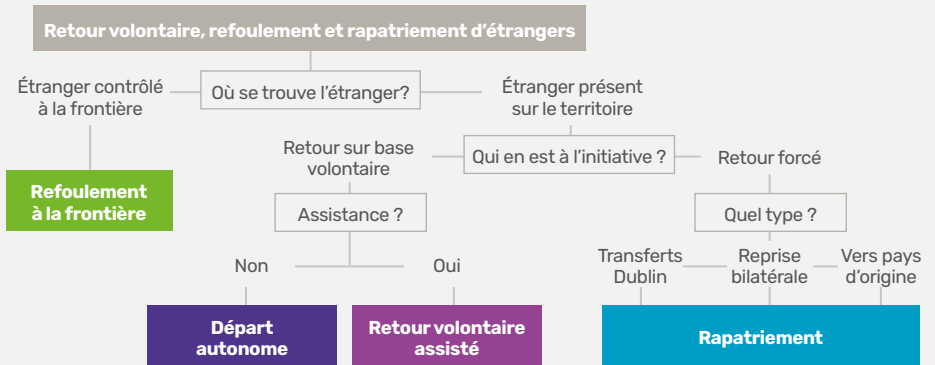 Retour volontaire, refoulement et rapatriement d’étrangers
Étranger contrôlé
à la frontière
Où se trouve l’étranger?
Étranger présent
sur le territoire
Retour sur base
volontaire
Qui en est à l’initiative ?
Retour forcé
Refoulement
à la frontière
Assistance ?
Quel type ?
Non
Oui
Transferts
Dublin
Reprise
bilatérale
Vers pays
d’origine
Départ
autonome
Retour volontaire
assisté
Rapatriement